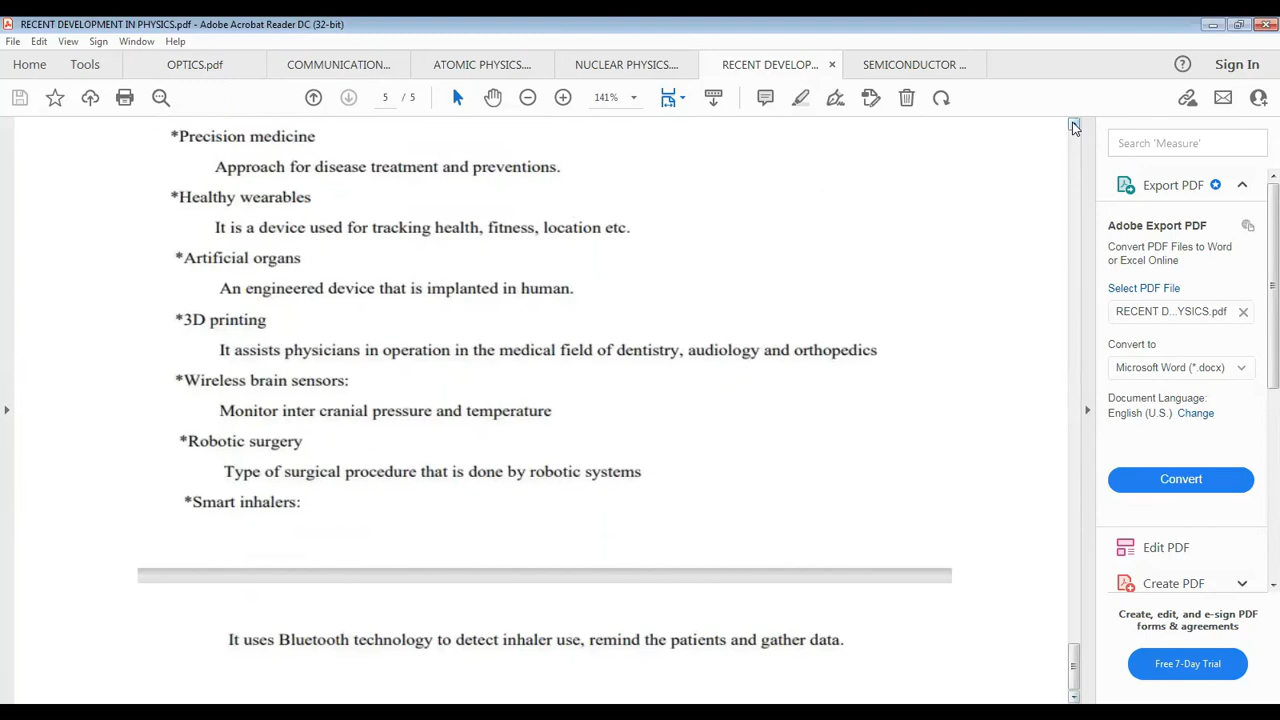 RECENT DEVELOPMENT IN PHYSICS.pdf - Adobe Acrobat Reader DC (32-bit)
File Edit View Sign Window Help
Home Tools OPTICS.pdf COMMUNICATION... ATOMIC PHYSICS.... NUCLEAR PHYSICS.... RECENT DEVELOP... SEMICONDUCTOR ... Sign In
5 / 5 141%
*Precision medicine
Approach for disease treatment and preventions.
*Healthy wearables
It is a device used for tracking health, fitness, location etc.
*Artificial organs
An engineered device that is implanted in human.
*3D printing
It assists physicians in operation in the medical field of dentistry, audiology and orthopedics
*Wireless brain sensors:
Monitor inter cranial pressure and temperature
*Robotic surgery
Type of surgical procedure that is done by robotic systems
*Smart inhalers:
It uses Bluetooth technology to detect inhaler use, remind the patients and gather data.
Search 'Measure'
Export PDF
Adobe Export PDF
Convert PDF Files to Word
or Excel Online
Select PDF File
RECENT D...YSICS.pdf
Convert to
Microsoft Word (*.docx)
Document Language:
English (U.S.) Change
Convert
Edit PDF
Create PDF
Create, edit, and e-sign PDF
forms & agreements
Free 7-Day Trial